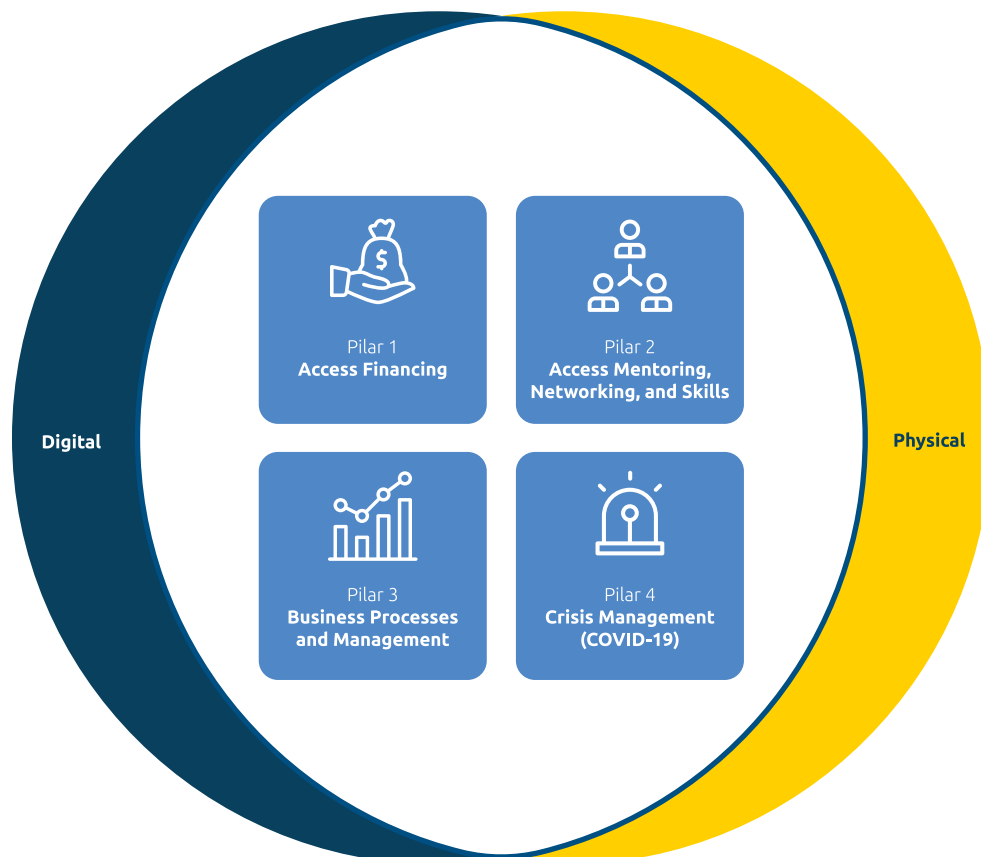 Pilar 1
Access Financing
Pilar 2
Access Mentoring,
Networking, and Skills
Digital
Physical
Pilar 3
Business Processes
and Management
Pilar 4
Crisis Management
(COVID-19)
$